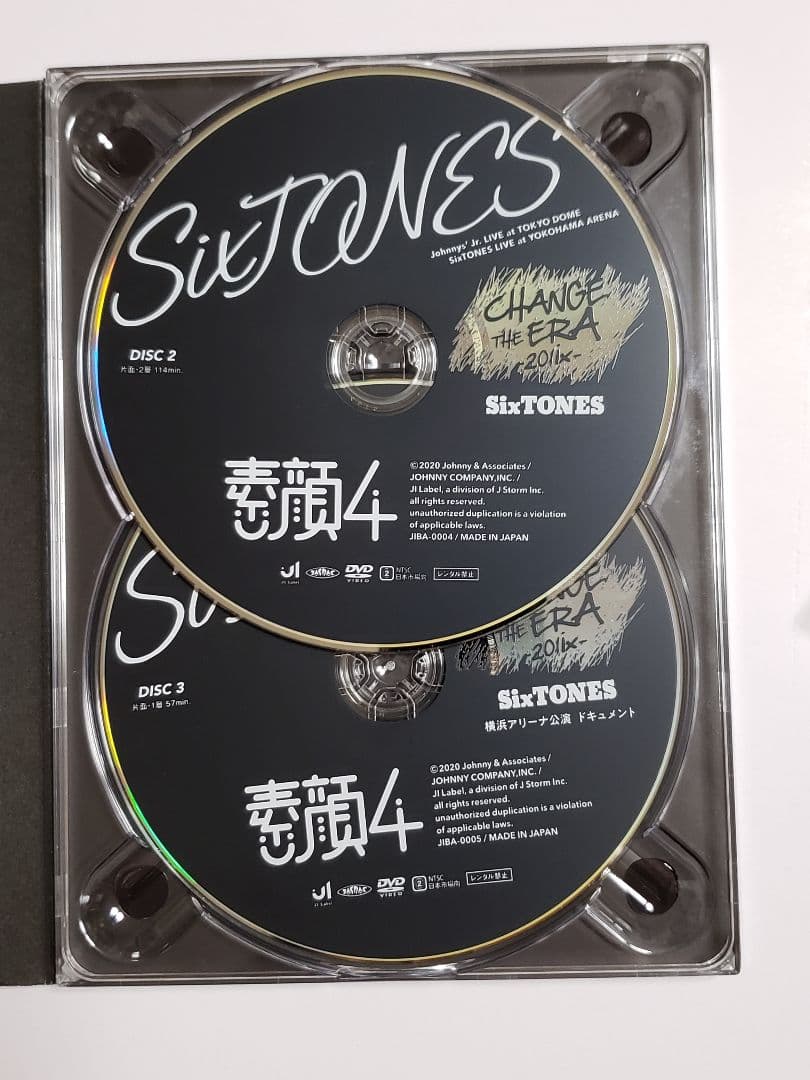 SixTONES
Johnnys' Jr. LIVE at TOKYO DOME
SixTONES LIVE at YOKOHAMA ARENA
CHANGE
THE ERA
-201ix-
SixTONES
DISC 2
片面・2層 114min.
素顔4
©2020 Johnny & Associates /
JOHNNY COMPANY,INC. /
JI Label, a division of J Storm Inc.
all rights reserved.
unauthorized duplication is a violation
of applicable laws.
JIBA-0004 / MADE IN JAPAN
JI Label
DVD VIDEO
2
NTSC
日本市場向
レンタル禁止
CHANGE
THE ERA
-201ix-
SixTONES
横浜アリーナ公演 ドキュメント
DISC 3
片面・1層 57min.
素顔4
©2020 Johnny & Associates /
JOHNNY COMPANY,INC. /
JI Label, a division of J Storm Inc.
all rights reserved.
unauthorized duplication is a violation
of applicable laws.
JIBA-0005 / MADE IN JAPAN
JI Label
DVD VIDEO
2
NTSC
日本市場向
レンタル禁止